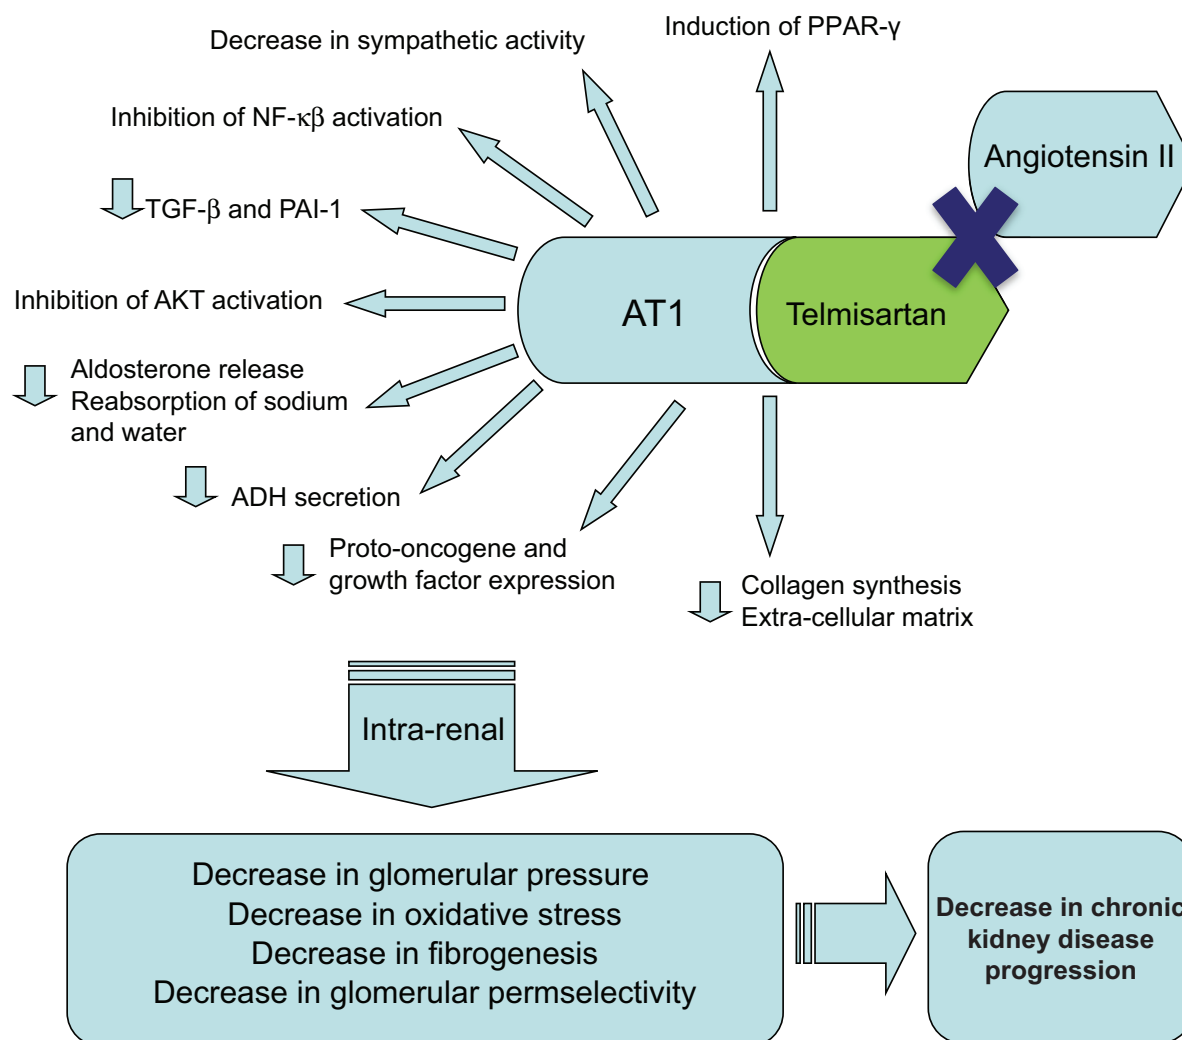 Induction of PPAR-γ
Decrease in sympathetic activity
Inhibition of NF-κβ activation
Angiotensin II
TGF-β and PAI-1
Inhibition of AKT activation
AT1
Telmisartan
Aldosterone release
Reabsorption of sodium
and water
ADH secretion
Proto-oncogene and
growth factor expression
Collagen synthesis
Extra-cellular matrix
Intra-renal
Decrease in glomerular pressure
Decrease in oxidative stress
Decrease in fibrogenesis
Decrease in glomerular permselectivity
Decrease in chronic
kidney disease
progression